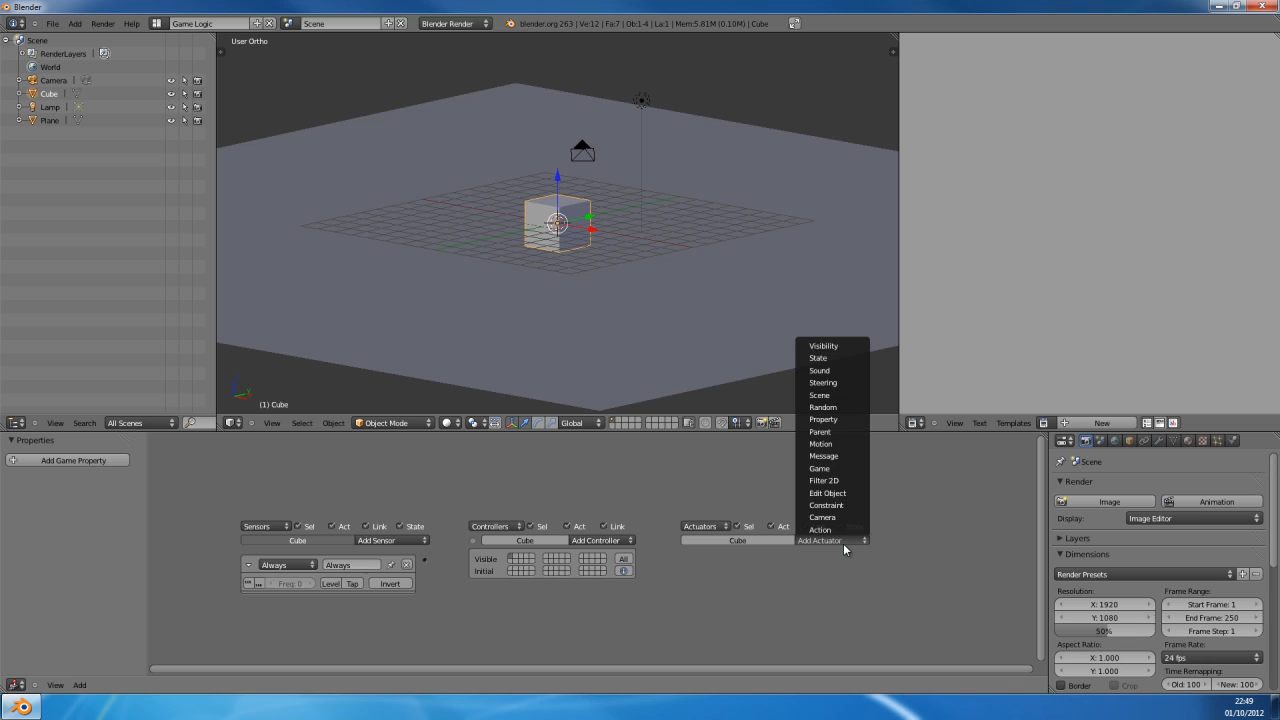 Blender
File Add Render Help Game Logic Scene Blender Render blender.org 263 | Ve:12 | Fa:7 | Ob:1-4 | La:1 | Mem:5.81M (0.10M) | Cube
Scene
RenderLayers |
World
Camera |
Cube |
Lamp |
Plane |
User Ortho
(1) Cube
View Search All Scenes
View Select Object Object Mode Global
View Text Templates New
Visibility
State
Sound
Steering
Scene
Random
Property
Parent
Motion
Message
Game
Filter 2D
Edit Object
Constraint
Camera
Action
Add Actuator
Properties
Add Game Property
Sensors Sel Act Link State
Cube Add Sensor
Always Always
Freq: 0 Level Tap Invert
Controllers Sel Act Link
Cube Add Controller
Visible All
Initial
Actuators Sel Act
Cube
View Add
Scene
Render
Image Animation
Display: Image Editor
Layers
Dimensions
Render Presets
Resolution: Frame Range:
X: 1920 Start Frame: 1
Y: 1080 End Frame: 250
50% Frame Step: 1
Aspect Ratio: Frame Rate:
X: 1.000 24 fps
Y: 1.000 Time Remapping:
Border Crop Old: 100 New: 100
22:49
01/10/2012